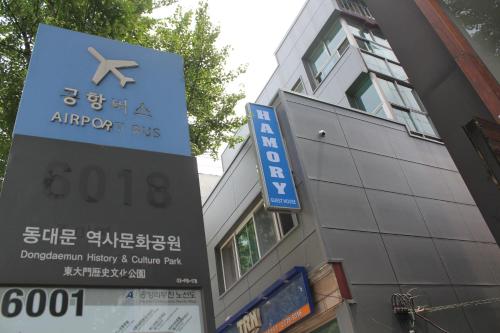 공항버스
AIRPORT BUS
6018
동대문 역사문화공원
Dongdaemun History & Culture Park
東大門歷史文化公園
6001
HAMORY
GUEST HOUSE